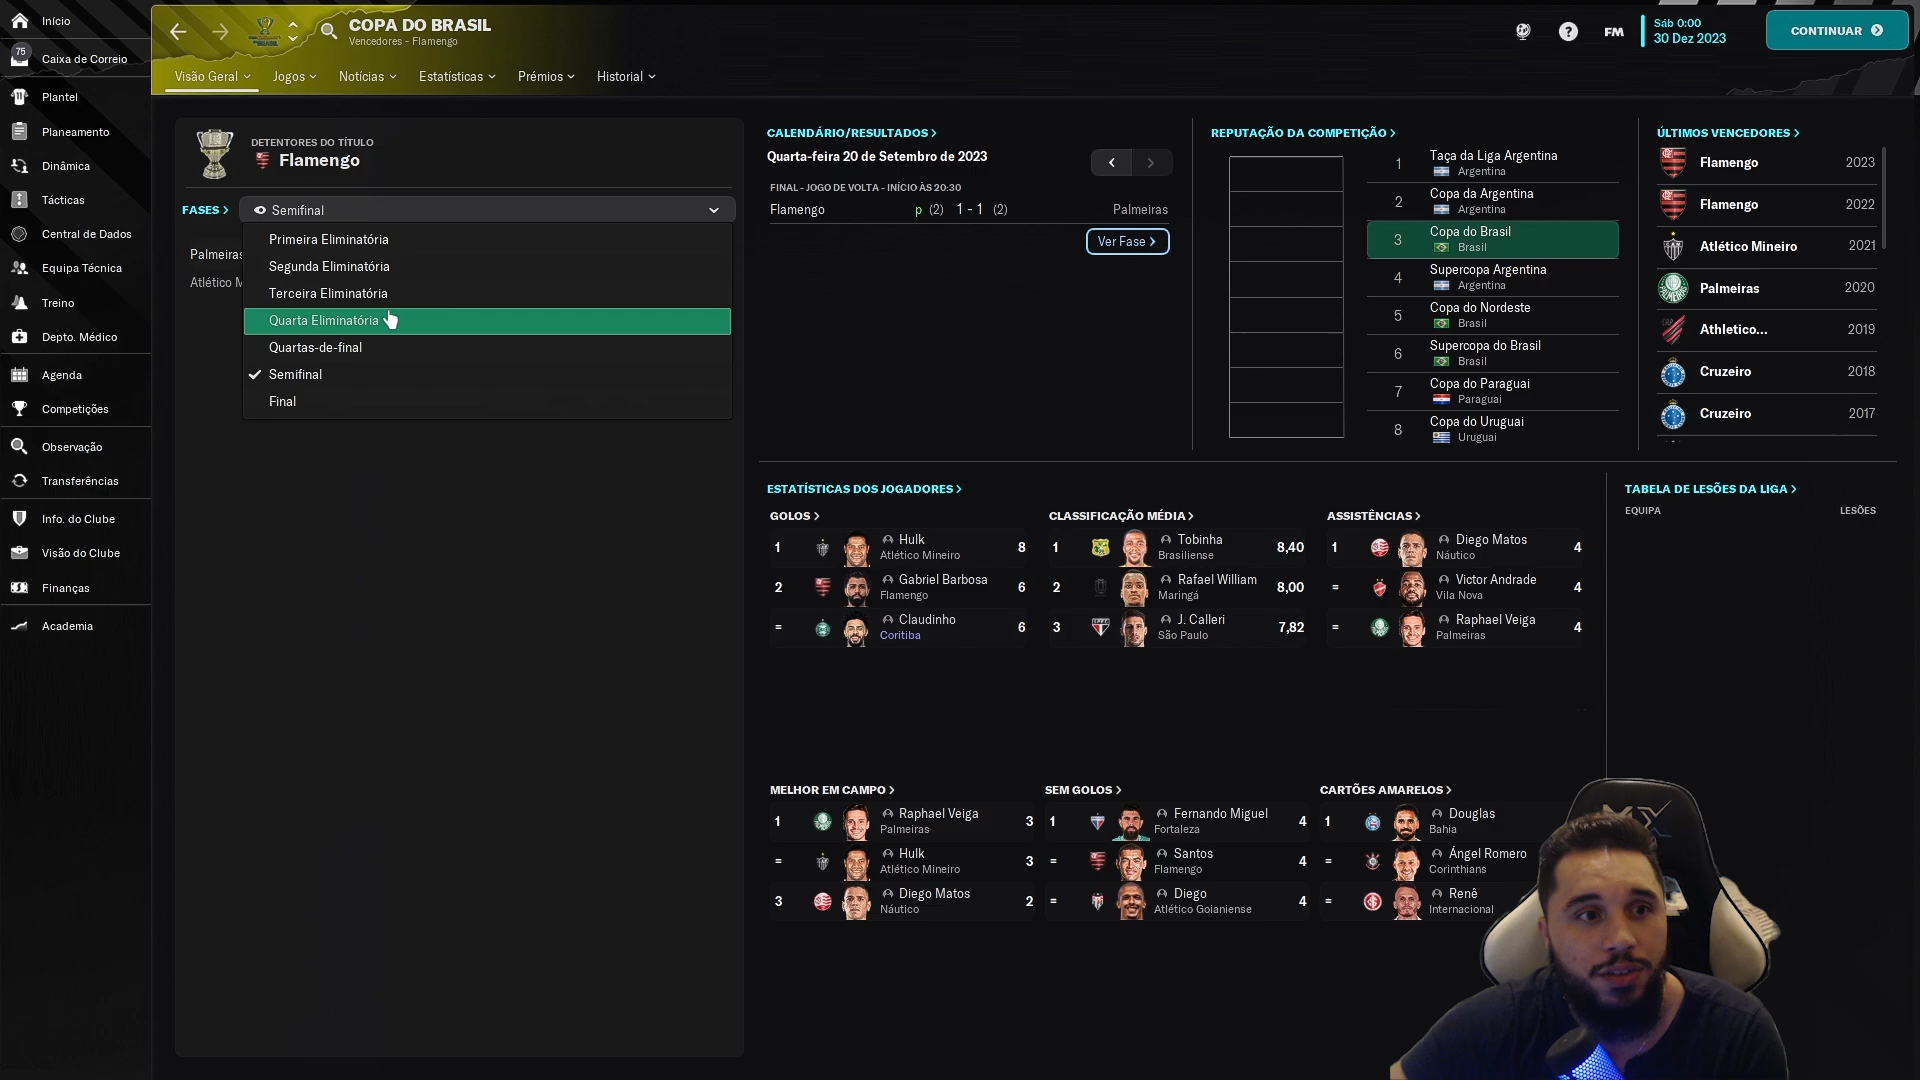 Início
75
Caixa de Correio
Plantel
Planeamento
Dinâmica
Tácticas
Central de Dados
Equipa Técnica
Treino
Depto. Médico
Agenda
Competições
Observação
Transferências
Info. do Clube
Visão do Clube
Finanças
Academia
COPA DO BRASIL
Vencedores - Flamengo
FM
Sáb 0:00
30 Dez 2023
CONTINUAR
Visão Geral
Jogos
Notícias
Estatísticas
Prémios
Historial
DETENTORES DO TÍTULO
Flamengo
FASES
Semifinal
Primeira Eliminatória
Segunda Eliminatória
Terceira Eliminatória
Quarta Eliminatória
Quartas-de-final
Semifinal
Final
Palmeiras
Atlético M
CALENDÁRIO/RESULTADOS
Quarta-feira 20 de Setembro de 2023
FINAL - JOGO DE VOLTA - INÍCIO ÀS 20:30
Flamengo p (2) 1 - 1 (2) Palmeiras
Ver Fase
REPUTAÇÃO DA COMPETIÇÃO
1 Taça da Liga Argentina
Argentina
2 Copa da Argentina
Argentina
3 Copa do Brasil
Brasil
4 Supercopa Argentina
Argentina
5 Copa do Nordeste
Brasil
6 Supercopa do Brasil
Brasil
7 Copa do Paraguai
Paraguai
8 Copa do Uruguai
Uruguai
ÚLTIMOS VENCEDORES
Flamengo 2023
Flamengo 2022
Atlético Mineiro 2021
Palmeiras 2020
Athletico... 2019
Cruzeiro 2018
Cruzeiro 2017
ESTATÍSTICAS DOS JOGADORES
GOLOS
1 Hulk 8
Atlético Mineiro
2 Gabriel Barbosa 6
Flamengo
= Claudinho 6
Coritiba
CLASSIFICAÇÃO MÉDIA
1 Tobinha 8,40
Brasiliense
2 Rafael William 8,00
Maringá
3 J. Calleri 7,82
São Paulo
ASSISTÊNCIAS
1 Diego Matos 4
Náutico
= Victor Andrade 4
Vila Nova
= Raphael Veiga 4
Palmeiras
TABELA DE LESÕES DA LIGA
EQUIPA LESÕES
MELHOR EM CAMPO
1 Raphael Veiga 3
Palmeiras
= Hulk 3
Atlético Mineiro
3 Diego Matos 2
Náutico
SEM GOLOS
1 Fernando Miguel 4
Fortaleza
= Santos 4
Flamengo
= Diego 4
Atlético Goianiense
CARTÕES AMARELOS
1 Douglas
Bahia
= Ángel Romero
Corinthians
= Renê
Internacional